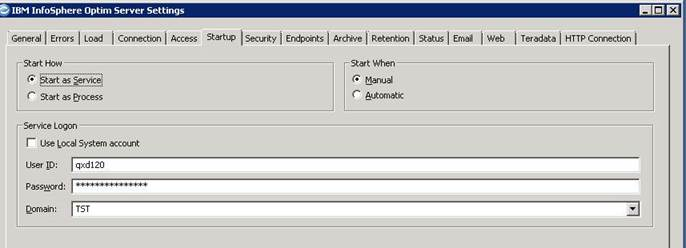 IBM InfoSphere Optim Server Settings
General Errors Load Connection Access Startup Security Endpoints Archive Retention Status Email Web Teradata HTTP Connection
Start How
Start as Service
Start as Process
Start When
Manual
Automatic
Service Logon
Use Local System account
User ID: qxd120
Password: ***************
Domain: TST